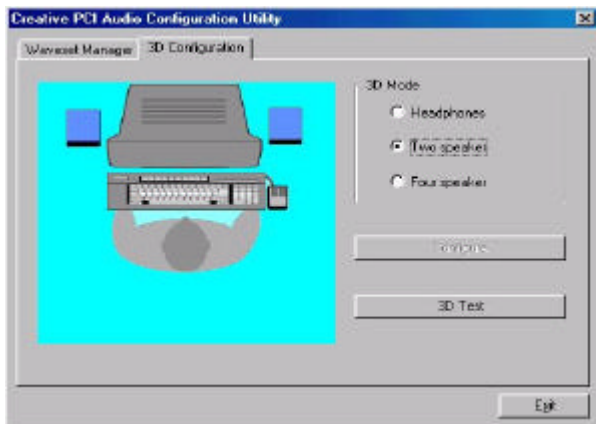 Creative PCI Audio Configuration Utility
Waveset Manager
3D Configuration
3D Mode
Headphones
Two speaker
Four speaker
Configure
3D Test
Exit